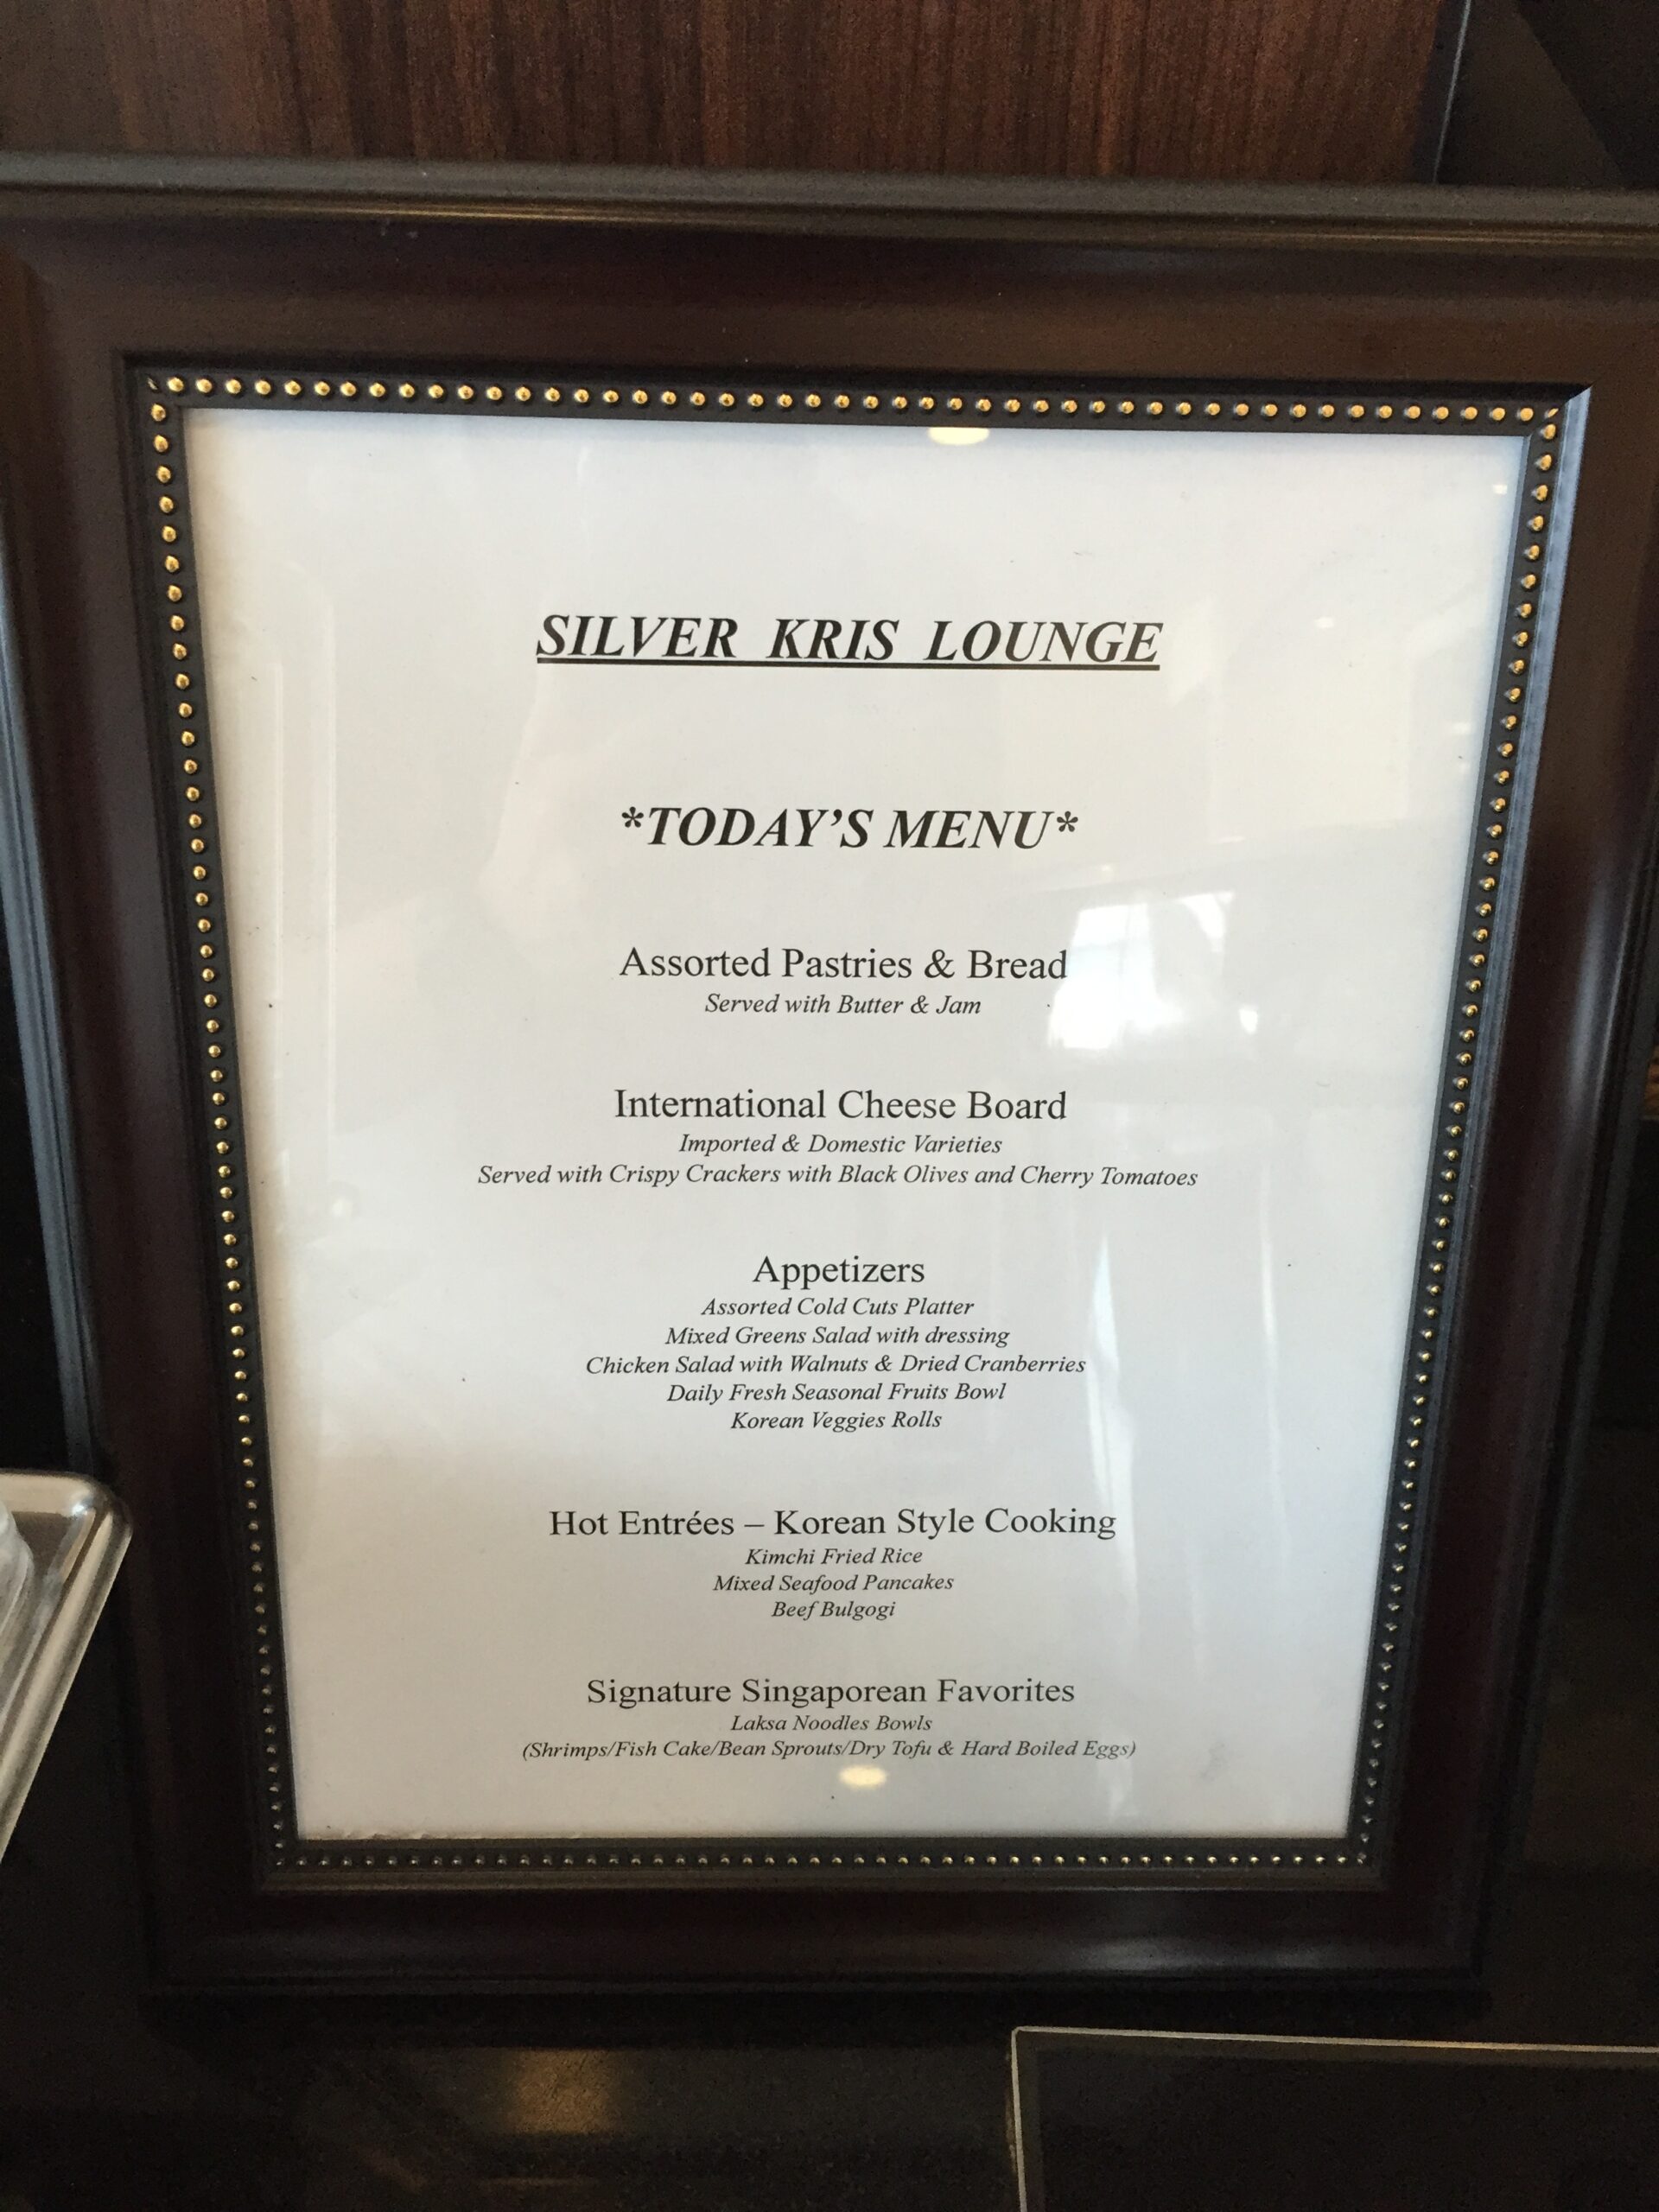 SILVER KRIS LOUNGE
*TODAY'S MENU*
Assorted Pastries & Bread
Served with Butter & Jam
International Cheese Board
Imported & Domestic Varieties
Served with Crispy Crackers with Black Olives and Cherry Tomatoes
Appetizers
Assorted Cold Cuts Platter
Mixed Greens Salad with dressing
Chicken Salad with Walnuts & Dried Cranberries
Daily Fresh Seasonal Fruits Bowl
Korean Veggies Rolls
Hot Entrées – Korean Style Cooking
Kimchi Fried Rice
Mixed Seafood Pancakes
Beef Bulgogi
Signature Singaporean Favorites
Laksa Noodles Bowls
(Shrimps/Fish Cake/Bean Sprouts/Dry Tofu & Hard Boiled Eggs)